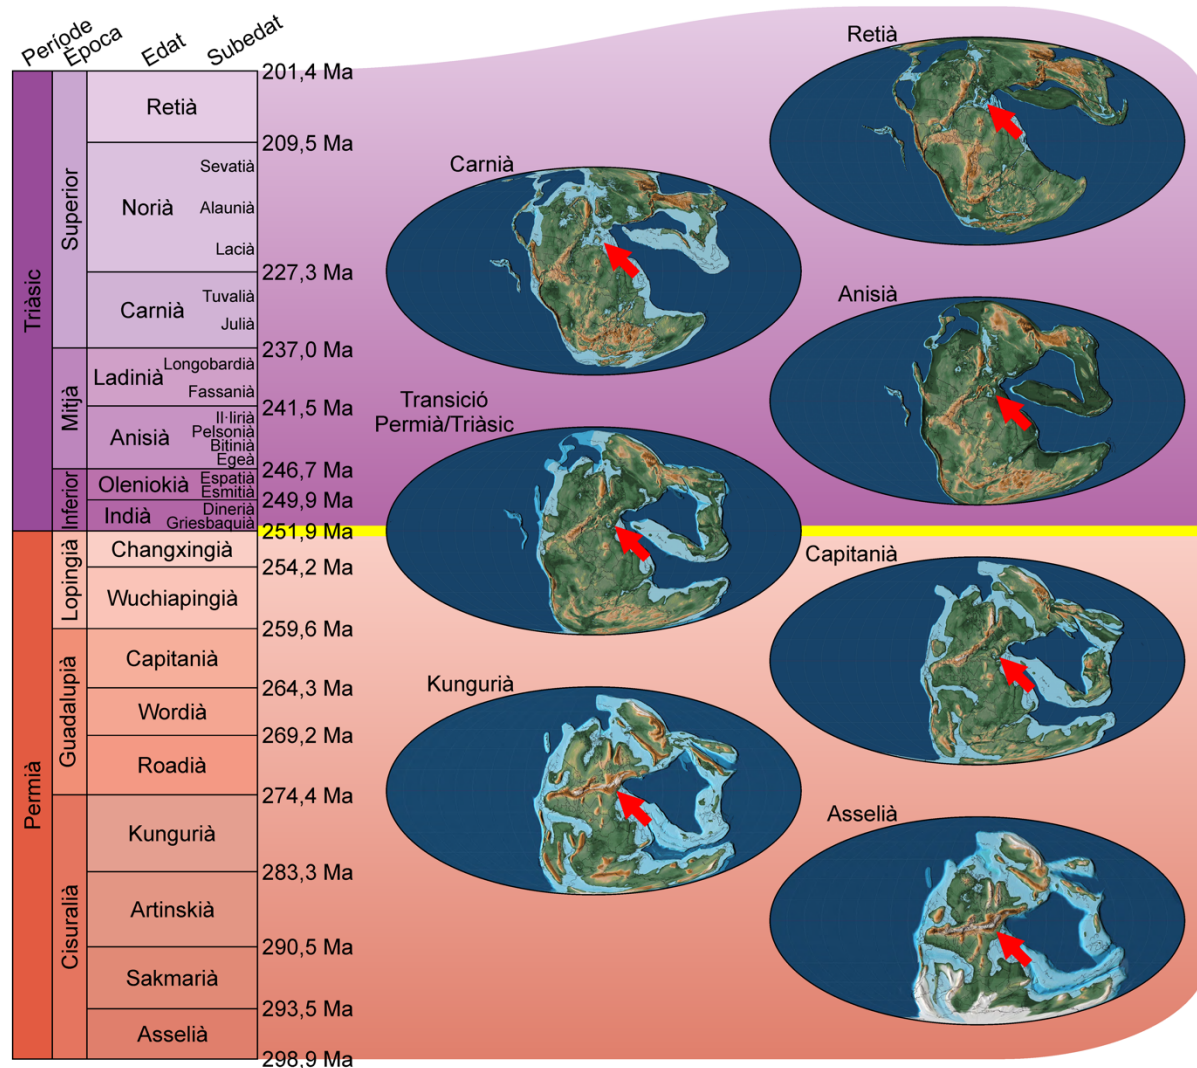 Període
Època
Edat
Subedat
Triàsic
Superior
Retià
Norià
Sevatià
Alaunià
Lacià
Carnià
Tuvalià
Julià
Mitjà
Ladinià
Longobardià
Fassanià
Anisià
Il·lirià
Pelsonià
Bitinià
Egeà
Inferior
Oleniokià
Espatià
Esmitià
Indià
Dinerià
Griesbaquià
Permià
Lopingià
Changxingià
Wuchiapingià
Guadalupià
Capitanià
Wordià
Roadià
Cisuralià
Kungurià
Artinskià
Sakmarià
Asselià
201,4 Ma
209,5 Ma
227,3 Ma
237,0 Ma
241,5 Ma
246,7 Ma
249,9 Ma
251,9 Ma
254,2 Ma
259,6 Ma
264,3 Ma
269,2 Ma
274,4 Ma
283,3 Ma
290,5 Ma
293,5 Ma
298,9 Ma
Retià
Carnià
Anisià
Transició
Permià/Triàsic
Capitanià
Kungurià
Asselià